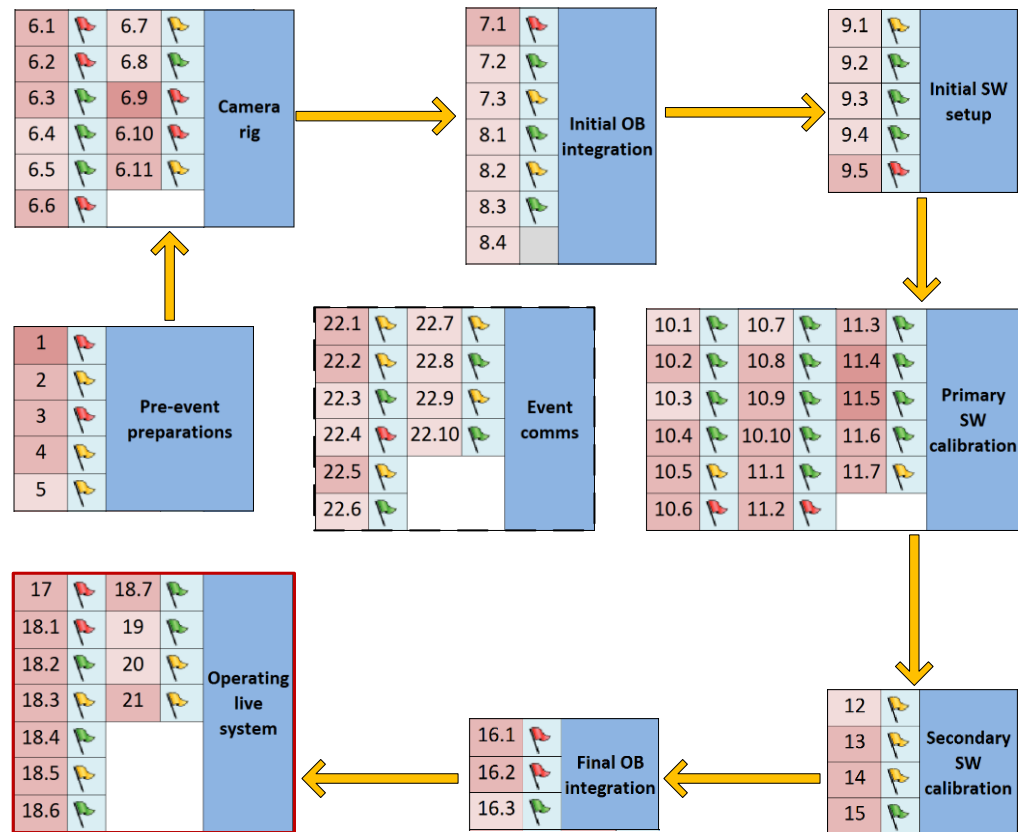 6.1 6.7
6.2 6.8
6.3 6.9
6.4 6.10
6.5 6.11
6.6
Camera
rig
7.1
7.2
7.3
8.1
8.2
8.3
8.4
Initial OB
integration
9.1
9.2
9.3
9.4
9.5
Initial SW
setup
1
2
3
4
5
Pre-event
preparations
22.1 22.7
22.2 22.8
22.3 22.9
22.4 22.10
22.5
22.6
Event
comms
10.1 10.7 11.3
10.2 10.8 11.4
10.3 10.9 11.5
10.4 10.10 11.6
10.5 11.1 11.7
10.6 11.2
Primary
SW
calibration
17 18.7
18.1 19
18.2 20
18.3 21
18.4
18.5
18.6
Operating
live
system
16.1
16.2
16.3
Final OB
integration
12
13
14
15
Secondary
SW
calibration